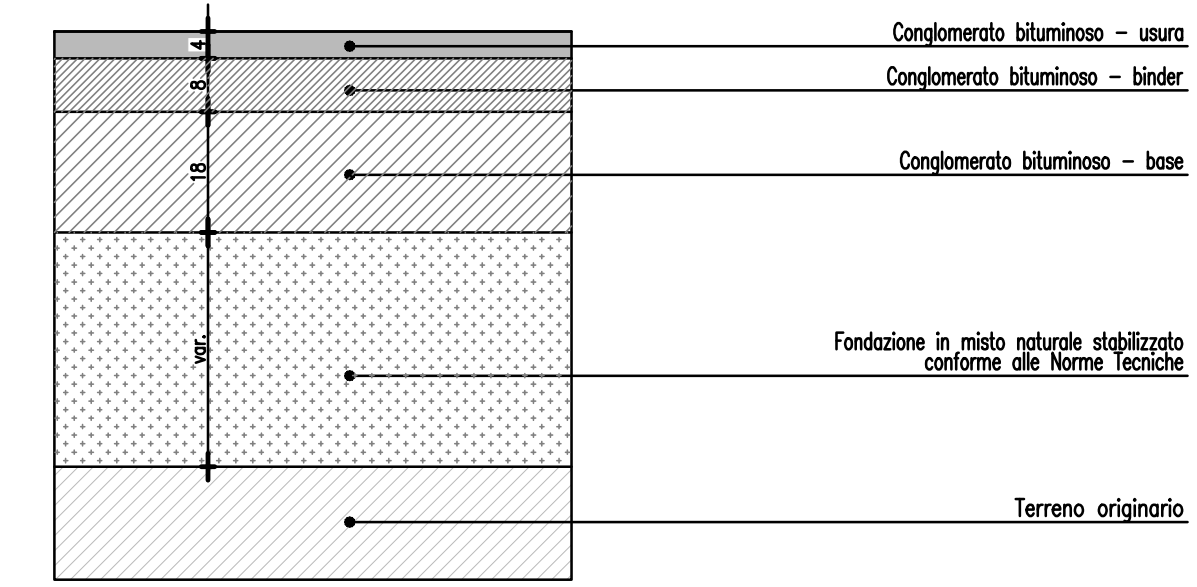 4
Conglomerato bituminoso – usura
8
Conglomerato bituminoso – binder
18
Conglomerato bituminoso – base
var.
Fondazione in misto naturale stabilizzato
conforme alle Norme Tecniche
Terreno originario